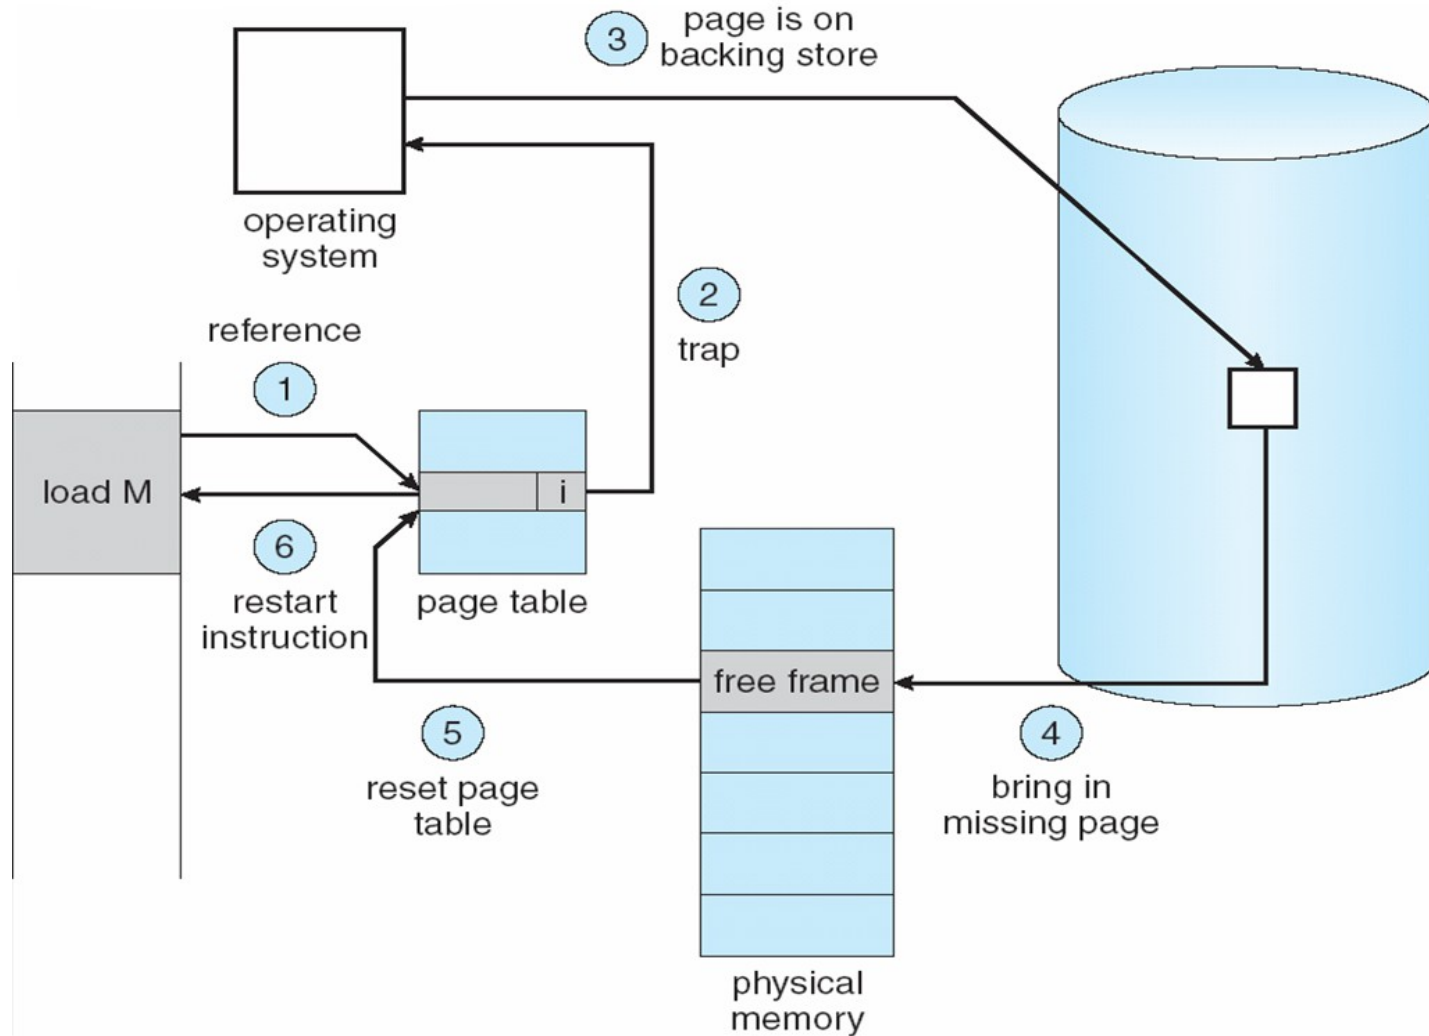 3
page is on
backing store
operating
system
2
trap
reference
1
load M
i
6
restart
instruction
page table
free frame
5
reset page
table
4
bring in
missing page
physical
memory